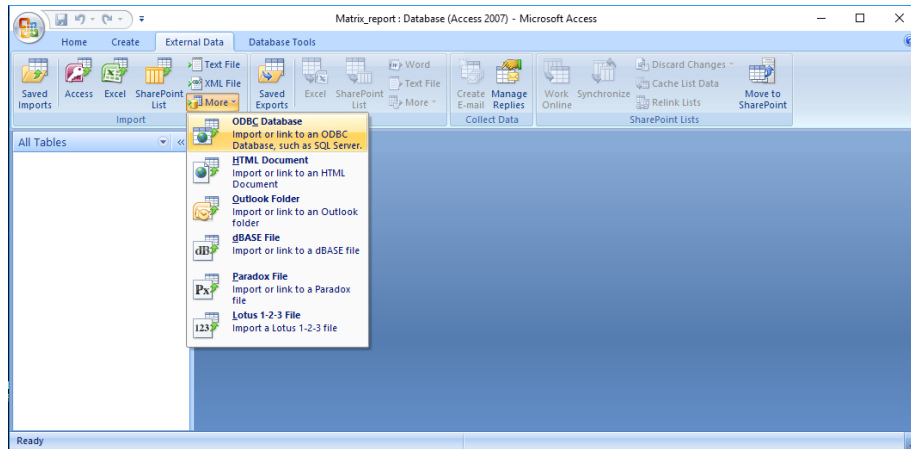 Matrix_report : Database (Access 2007) - Microsoft Access
Home Create External Data Database Tools
Saved Imports
Access
Excel
SharePoint List
Text File
XML File
More
Import
Saved Exports
Excel
SharePoint List
Word
Text File
More
Create E-mail
Manage Replies
Collect Data
Work Online
Synchronize
Discard Changes
Cache List Data
Relink Lists
Move to SharePoint
SharePoint Lists
All Tables
ODBC Database
Import or link to an ODBC
Database, such as SQL Server.
HTML Document
Import or link to an HTML
Document
Outlook Folder
Import or link to an Outlook
folder
dB
dBASE File
Import or link to a dBASE file
Px
Paradox File
Import or link to a Paradox
file
123
Lotus 1-2-3 File
Import a Lotus 1-2-3 file
Ready